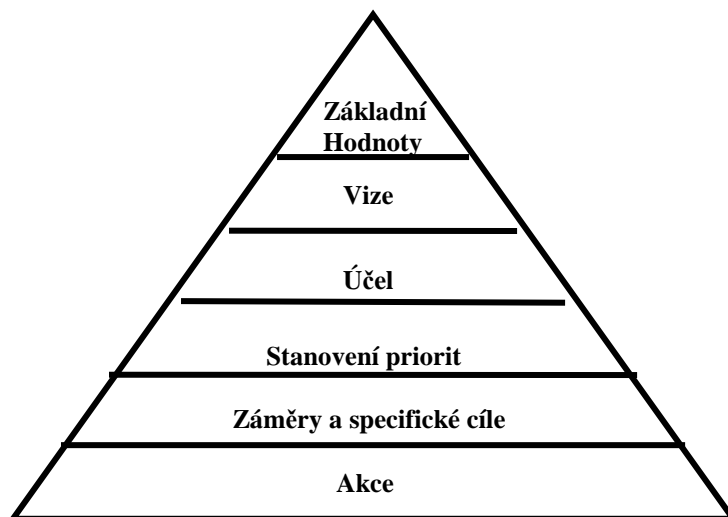 Základní
Hodnoty
Vize
Účel
Stanovení priorit
Záměry a specifické cíle
Akce